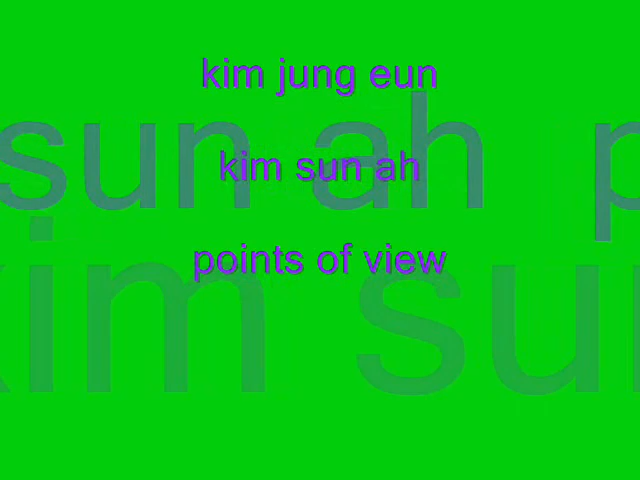 kim jung eun
sun ah p
kim sun ah
points of view
kim sun